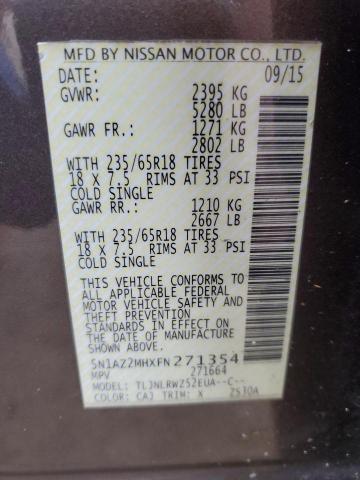 MFD BY NISSAN MOTOR CO., LTD.
DATE: 09/15
GVWR: 2395 KG
5280 LB
GAWR FR.: 1271 KG
2802 LB
WITH 235/65R18 TIRES
18 X 7.5 RIMS AT 33 PSI
COLD SINGLE
GAWR RR.: 1210 KG
2667 LB
WITH 235/65R18 TIRES
18 X 7.5 RIMS AT 33 PSI
COLD SINGLE
THIS VEHICLE CONFORMS TO
ALL APPLICABLE FEDERAL
MOTOR VEHICLE SAFETY
AND THEFT PREVENTION
STANDARDS IN EFFECT ON
THE DATE OF MANUFACTURE
SHOWN ABOVE.
5N1AZ2MHXFN271354
MPV 271664
MODEL: TLJNLRWZ52EUA--C--
COLOR: CAJ TRIM: X Z530A